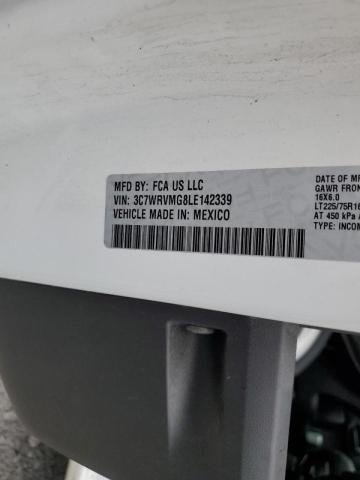 MFD BY: FCA US LLC
VIN: 3C7WRVMG8LE142339
VEHICLE MADE IN: MEXICO
DATE OF MF
GAWR FRON
16X6.0
LT225/75R16
AT 450 kPa
TYPE: INCOM